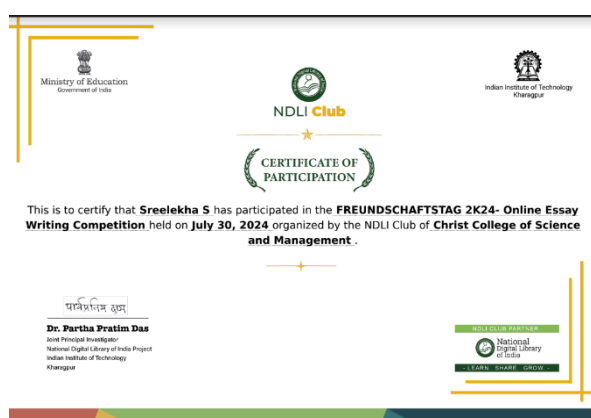 Ministry of Education
Government of India
NDLI Club
Indian Institute of Technology
Kharagpur
CERTIFICATE OF
PARTICIPATION
This is to certify that Sreelekha S has participated in the FREUNDSCHAFTSTAG 2K24- Online Essay
Writing Competition held on July 30, 2024 organized by the NDLI Club of Christ College of Science
and Management .
पार्थप्रतिम दास
Dr. Partha Pratim Das
Joint Principal Investigator
National Digital Library of India Project
Indian Institute of Technology
Kharagpur
NDLI CLUB PARTNER
National
Digital Library
of India
- LEARN SHARE GROW -